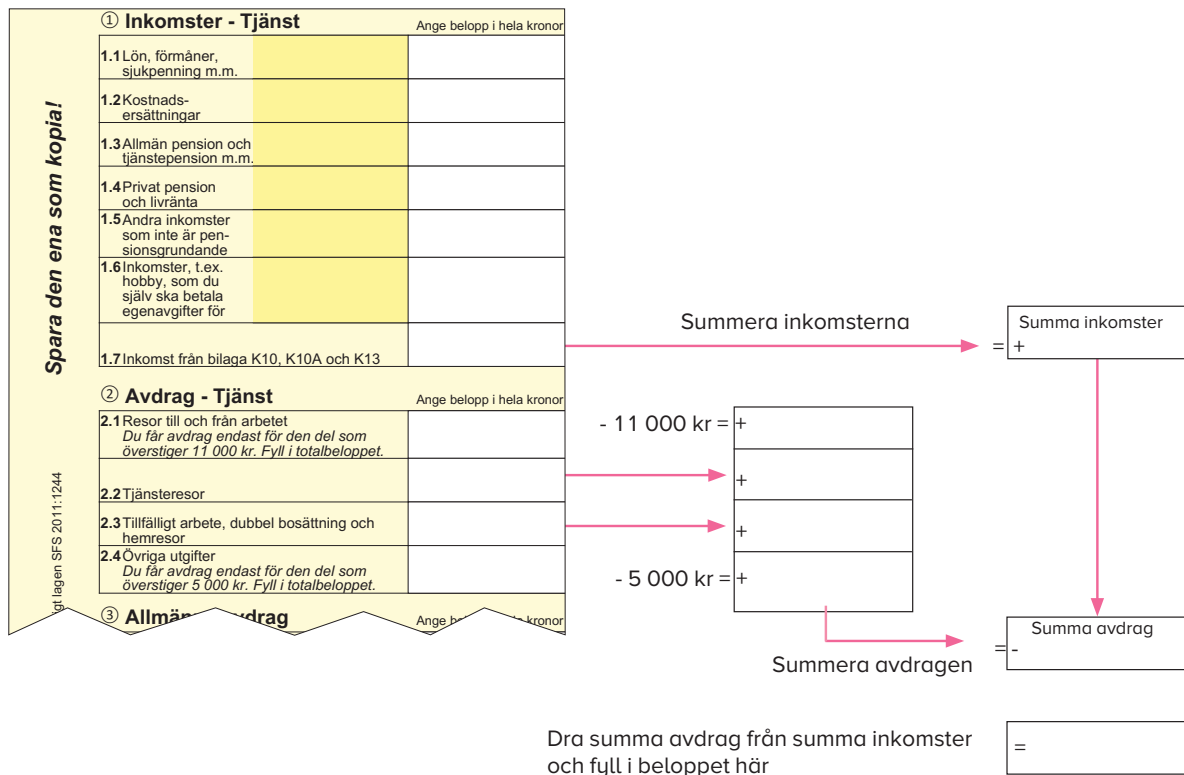 ① Inkomster - Tjänst
Ange belopp i hela kronor
1.1 Lön, förmåner,
sjukpenning m.m.
1.2 Kostnads-
ersättningar
1.3 Allmän pension och
tjänstepension m.m.
1.4 Privat pension
och livränta
1.5 Andra inkomster
som inte är pen-
sionsgrundande
1.6 Inkomster, t.ex.
hobby, som du
själv ska betala
egenavgifter för
1.7 Inkomst från bilaga K10, K10A och K13
Spara den ena som kopia!
Summera inkomsterna
Summa inkomster
= +
② Avdrag - Tjänst
Ange belopp i hela kronor
2.1 Resor till och från arbetet
Du får avdrag endast för den del som
överstiger 11 000 kr. Fyll i totalbeloppet.
- 11 000 kr = +
2.2 Tjänsteresor
+
2.3 Tillfälligt arbete, dubbel bosättning och
hemresor
+
2.4 Övriga utgifter
Du får avdrag endast för den del som
överstiger 5 000 kr. Fyll i totalbeloppet.
- 5 000 kr = +
lagen SFS 2011:1244
③
Ange
kronor
Summera avdragen
Summa avdrag
= -
Dra summa avdrag från summa inkomster
och fyll i beloppet här
=